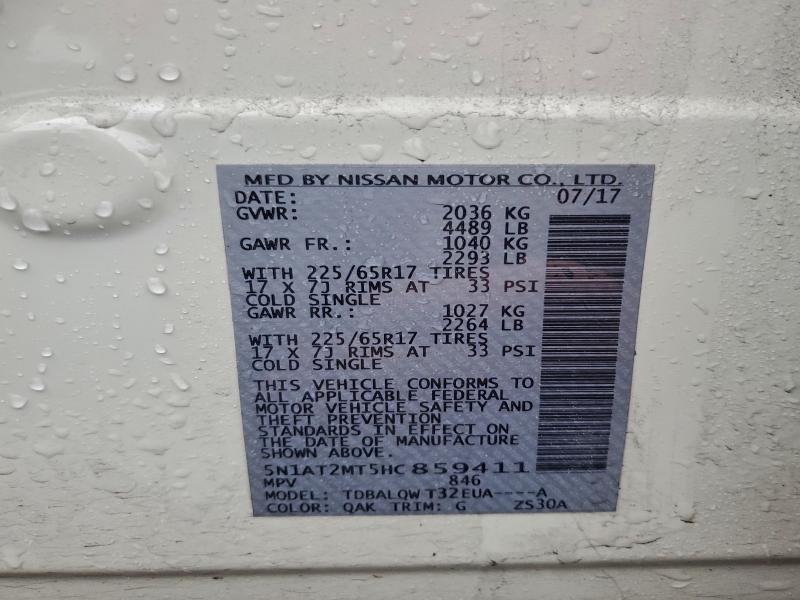 MFD BY NISSAN MOTOR CO., LTD.
DATE: 07/17
GVWR: 2036 KG
4489 LB
GAWR FR.: 1040 KG
2293 LB
WITH 225/65R17 TIRES
17 X 7J RIMS AT 33 PSI
COLD SINGLE
GAWR RR.: 1027 KG
2264 LB
WITH 225/65R17 TIRES
17 X 7J RIMS AT 33 PSI
COLD SINGLE
THIS VEHICLE CONFORMS TO
ALL APPLICABLE FEDERAL
MOTOR VEHICLE SAFETY AND
THEFT PREVENTION
STANDARDS IN EFFECT ON
THE DATE OF MANUFACTURE
SHOWN ABOVE.
5N1AT2MT5HC859411
MPV 846
MODEL: TDBALQW T32EUA----A
COLOR: QAK TRIM: G ZS30A